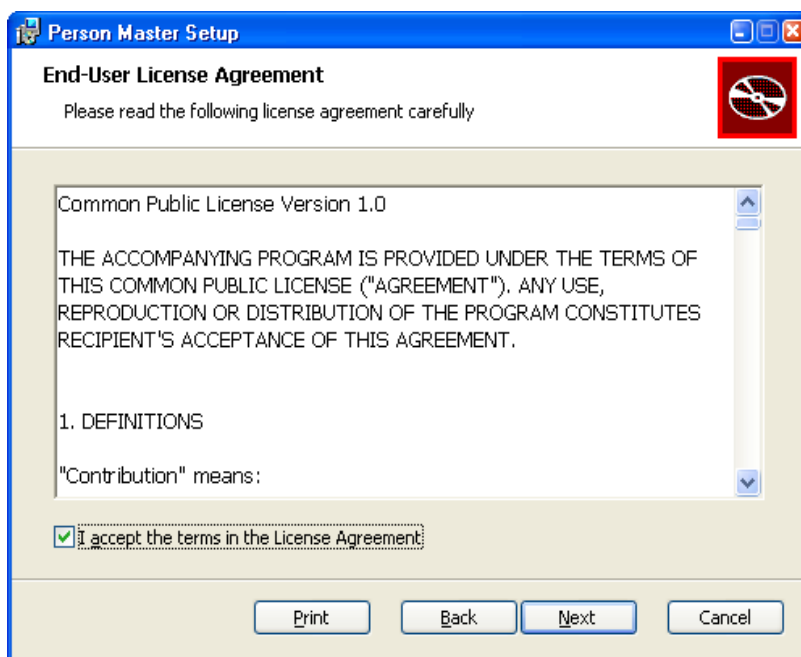 Person Master Setup
End-User License Agreement
Please read the following license agreement carefully
Common Public License Version 1.0
THE ACCOMPANYING PROGRAM IS PROVIDED UNDER THE TERMS OF
THIS COMMON PUBLIC LICENSE ("AGREEMENT"). ANY USE,
REPRODUCTION OR DISTRIBUTION OF THE PROGRAM CONSTITUTES
RECIPIENT'S ACCEPTANCE OF THIS AGREEMENT.
1. DEFINITIONS
"Contribution" means:
I accept the terms in the License Agreement
Print Back Next Cancel